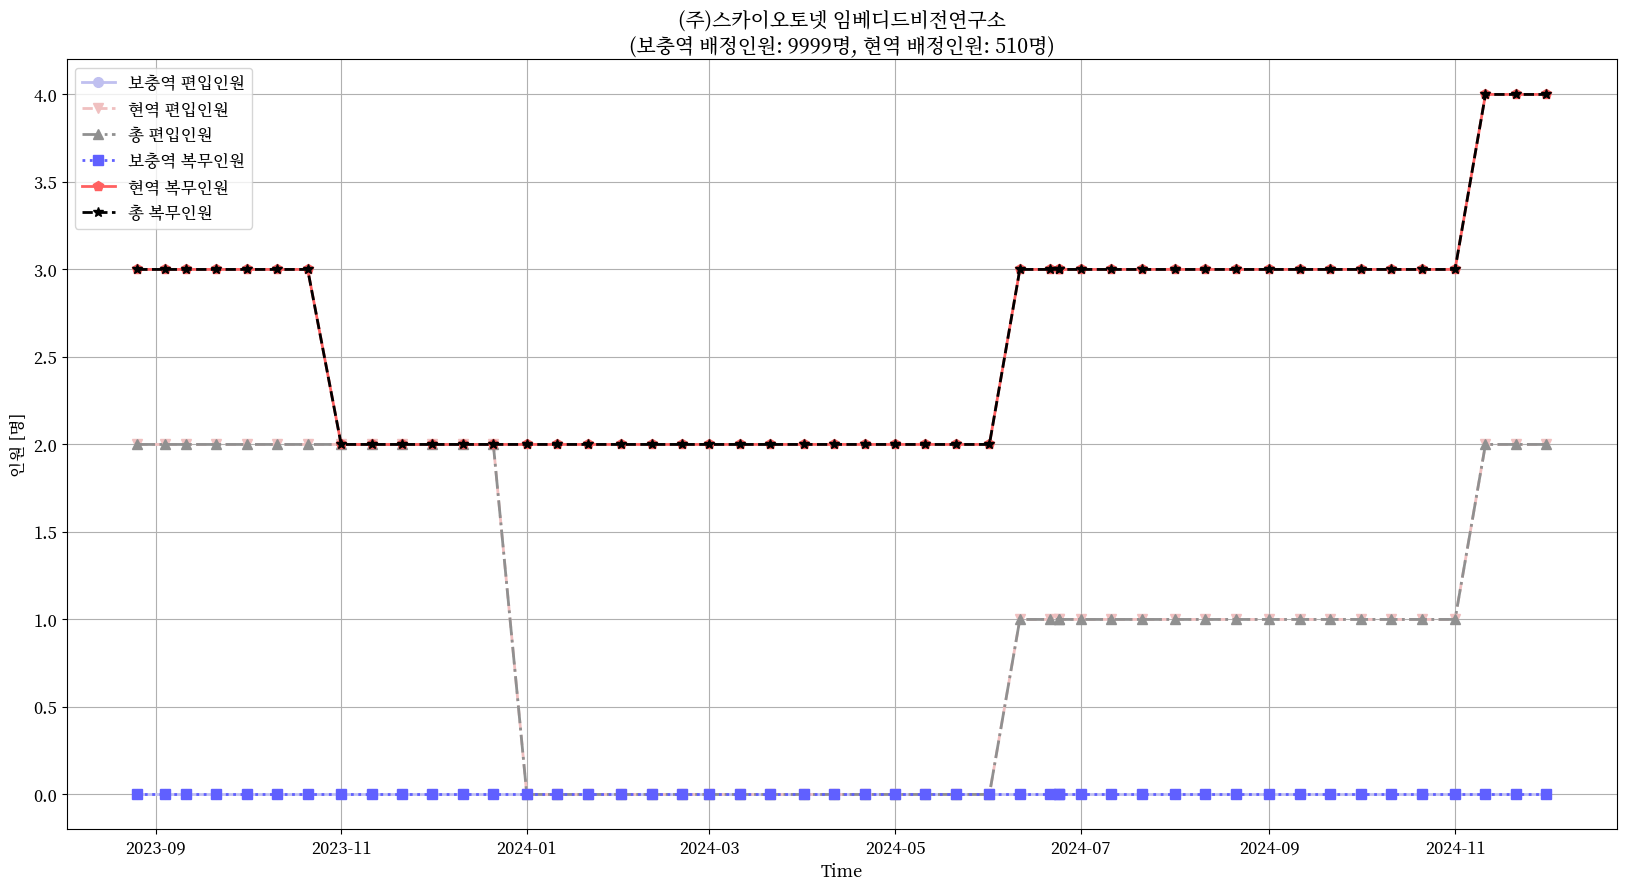 (주)스카이오토넷 임베디드비전연구소
(보충역 배정인원: 9999명, 현역 배정인원: 510명)
보충역 편입인원
현역 편입인원
총 편입인원
보충역 복무인원
현역 복무인원
총 복무인원
4.0
3.5
3.0
2.5
2.0
1.5
1.0
0.5
0.0
인원 [명]
2023-09
2023-11
2024-01
2024-03
2024-05
2024-07
2024-09
2024-11
Time